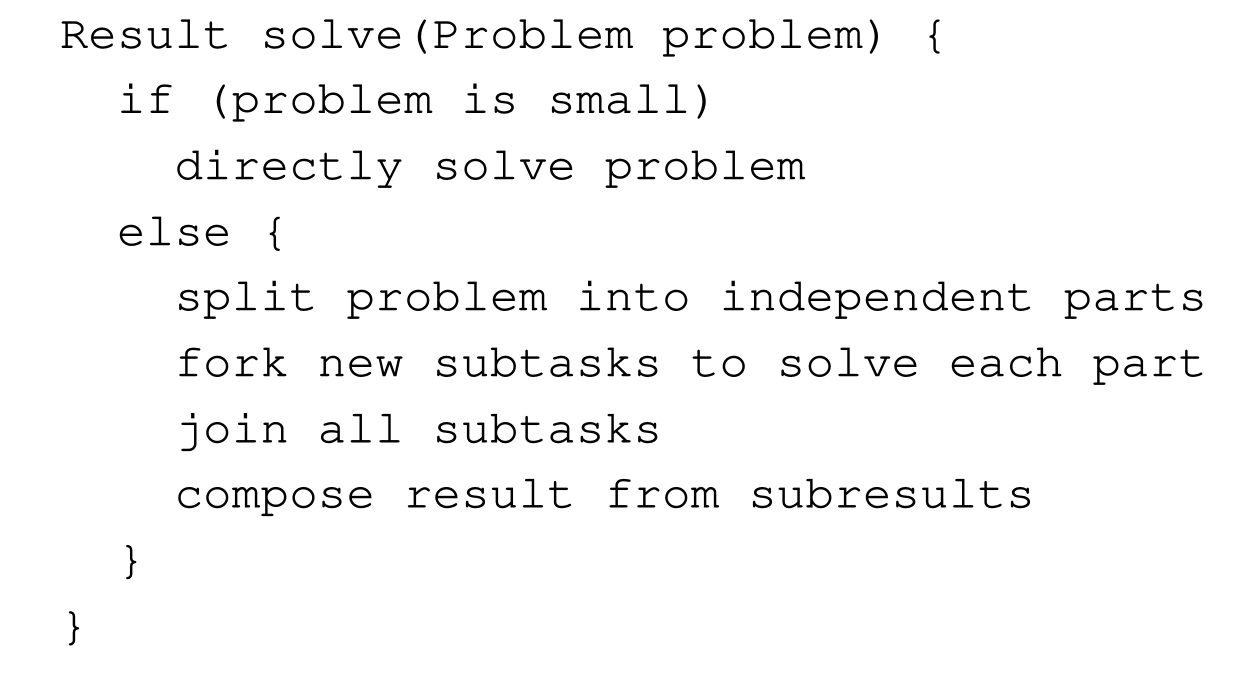 Result solve(Problem problem) {
  if (problem is small)
    directly solve problem
  else {
    split problem into independent parts
    fork new subtasks to solve each part
    join all subtasks
    compose result from subresults
  }
}